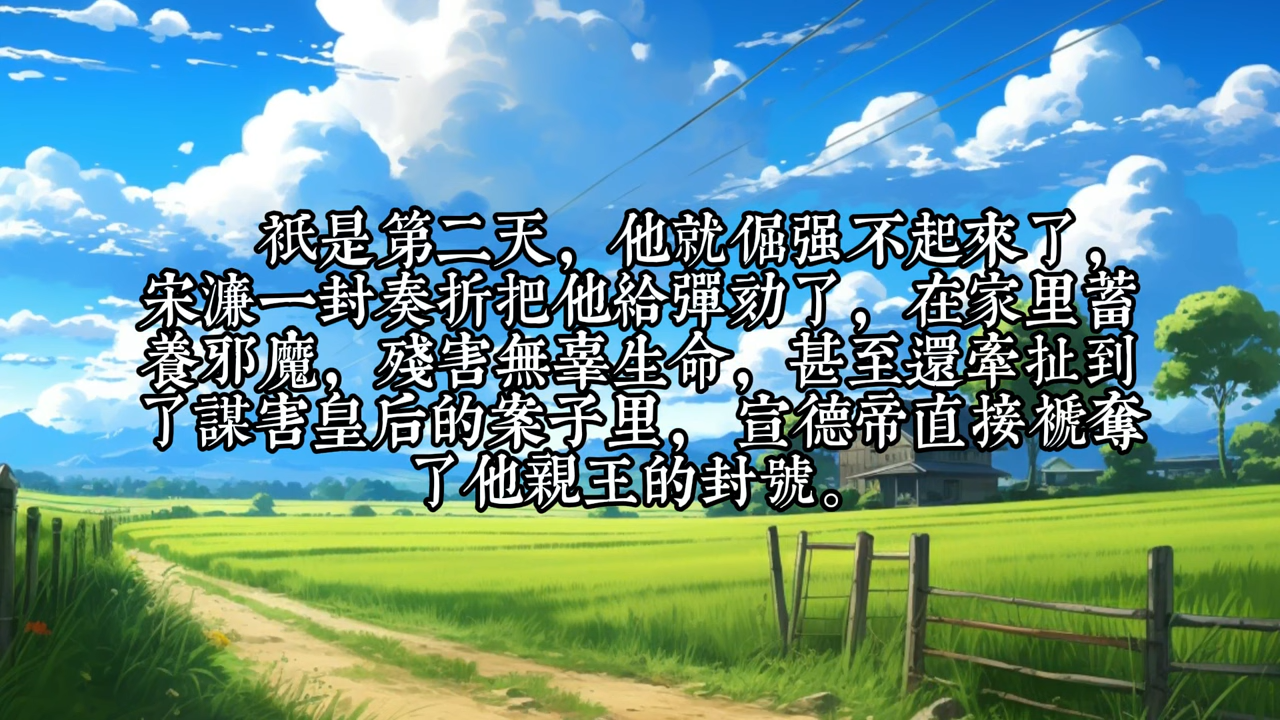 衹是第二天，他就倔强不起來了，
宋濂一封奏折把他給彈劾了，在家里蓄
養邪魔，殘害無辜生命，甚至還牽扯到
了謀害皇后的案子里，宣德帝直接褫奪
了他親王的封號。